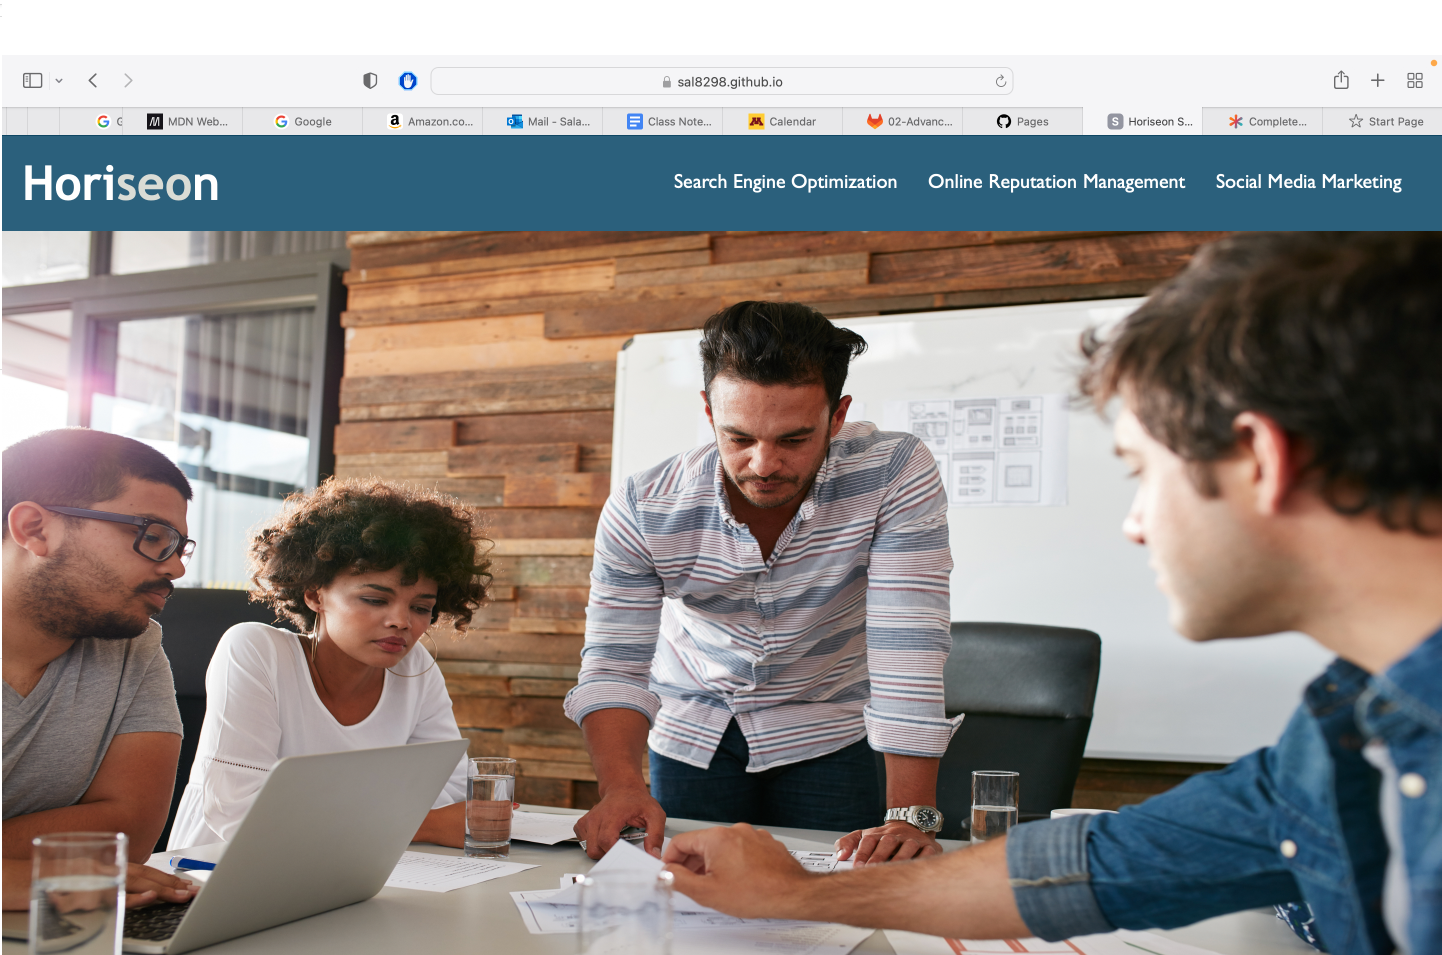 sal8298.github.io
G MDN Web... Google Amazon.co... Mail - Sala... Class Note... Calendar 02-Advanc... Pages S Horiseon S... Complete... Start Page
Horiseon
Search Engine Optimization Online Reputation Management Social Media Marketing